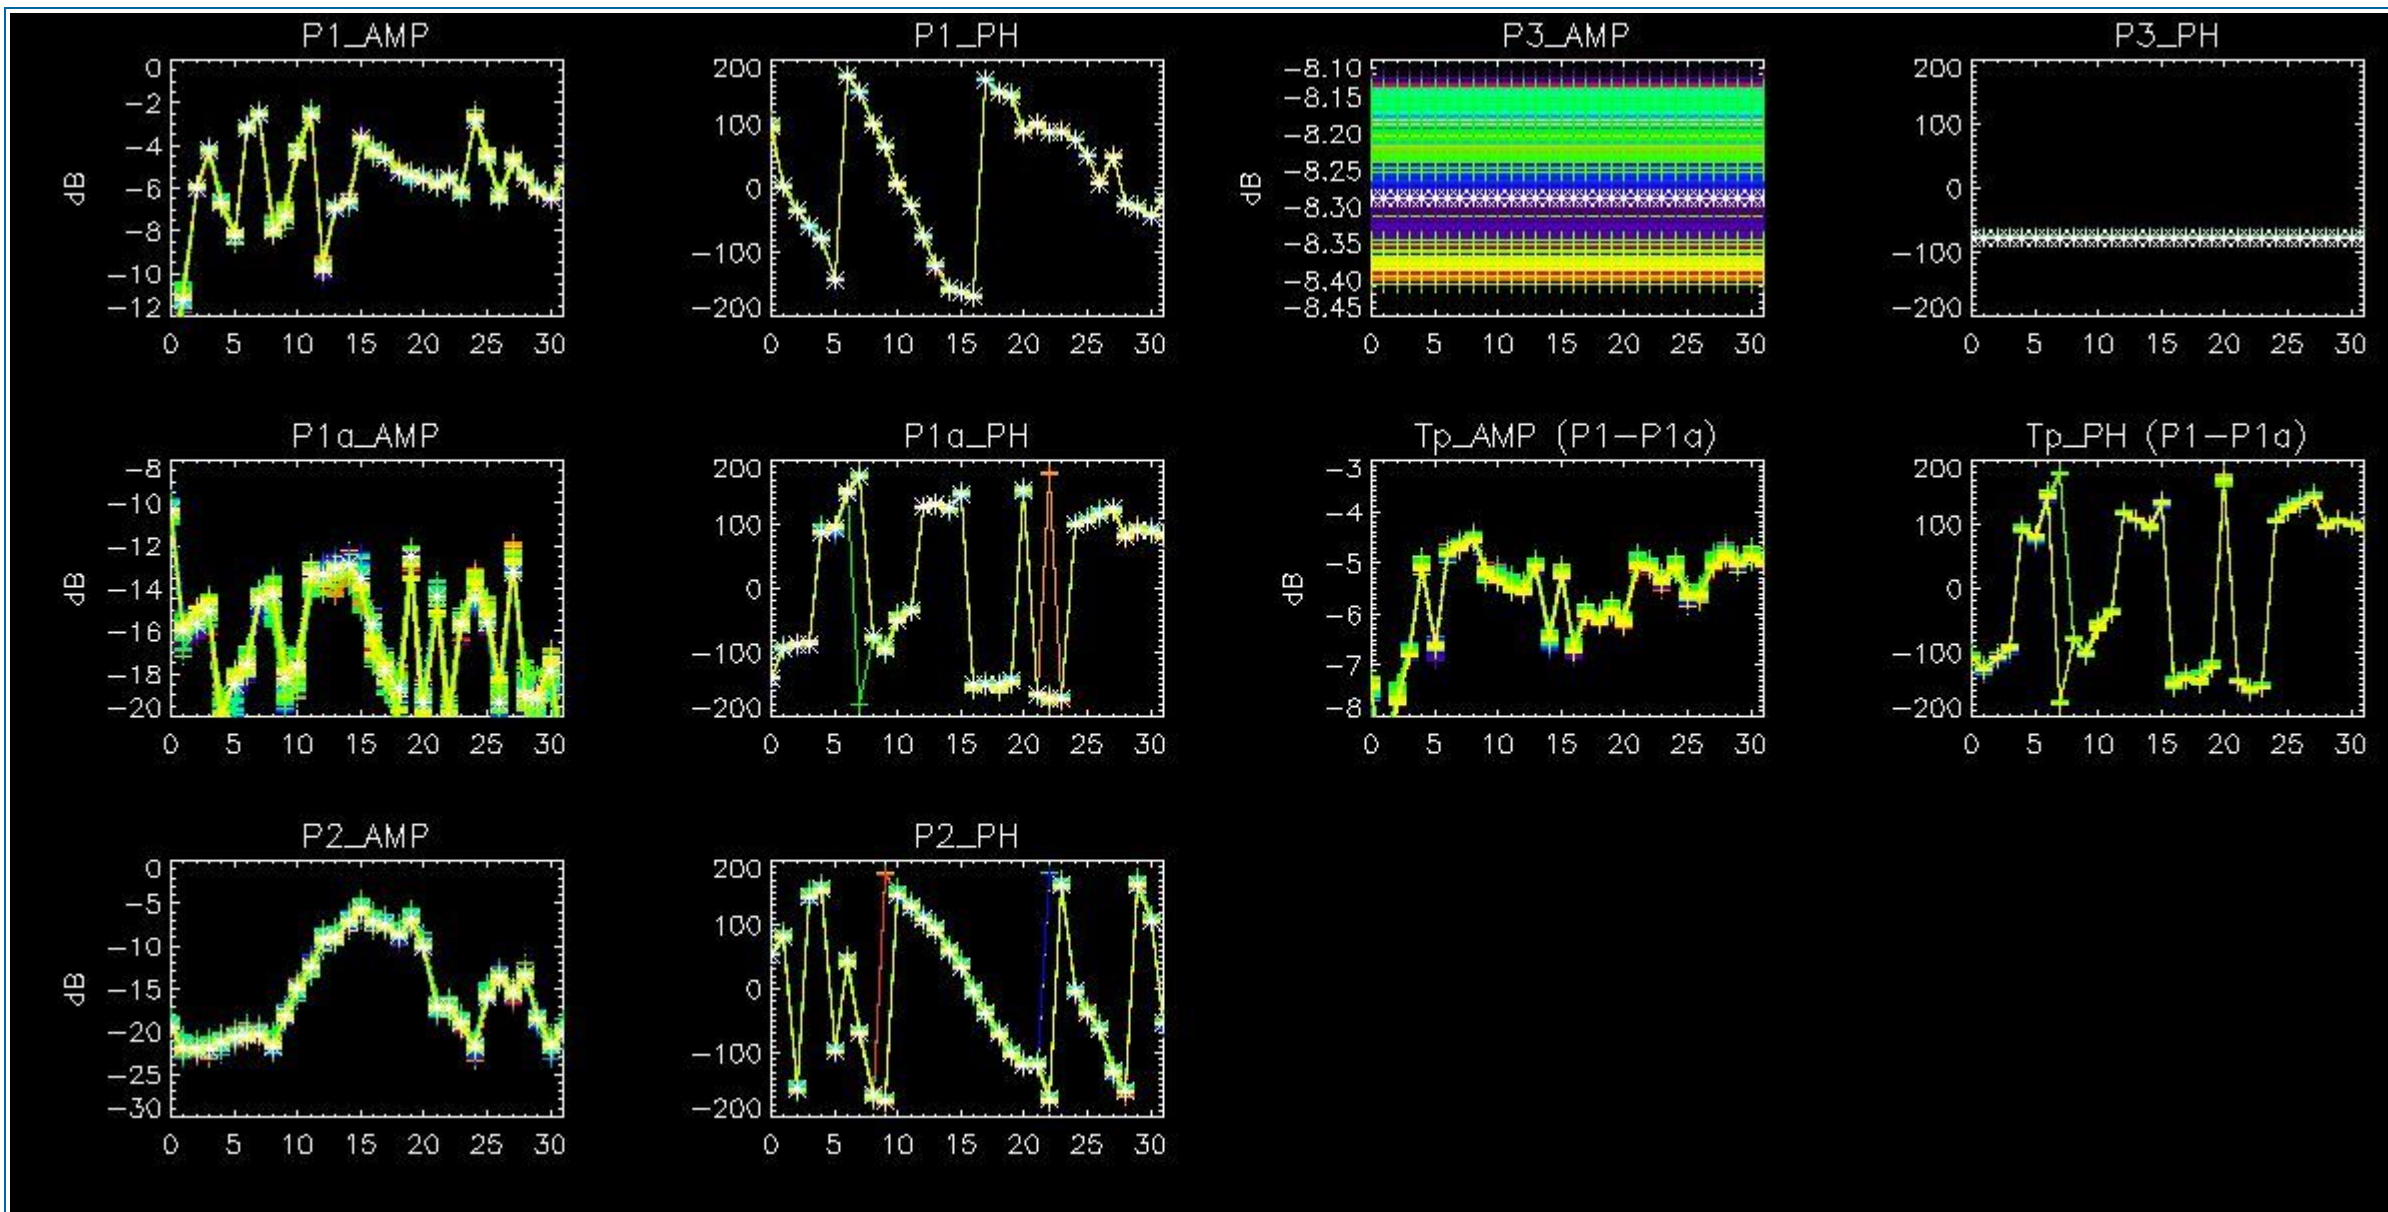 P1_AMP
0
−2
−4
−6
−8
−10
−12
dB
0 5 10 15 20 25 30
P1_PH
200
100
0
−100
−200
0 5 10 15 20 25 30
P3_AMP
−8.10
−8.15
−8.20
−8.25
−8.30
−8.35
−8.40
−8.45
dB
0 5 10 15 20 25 30
P3_PH
200
100
0
−100
−200
0 5 10 15 20 25 30
P1a_AMP
−8
−10
−12
−14
−16
−18
−20
dB
0 5 10 15 20 25 30
P1a_PH
200
100
0
−100
−200
0 5 10 15 20 25 30
Tp_AMP (P1−P1a)
−3
−4
−5
−6
−7
−8
dB
0 5 10 15 20 25 30
Tp_PH (P1−P1a)
200
100
0
−100
−200
0 5 10 15 20 25 30
P2_AMP
0
−5
−10
−15
−20
−25
−30
dB
0 5 10 15 20 25 30
P2_PH
200
100
0
−100
−200
0 5 10 15 20 25 30